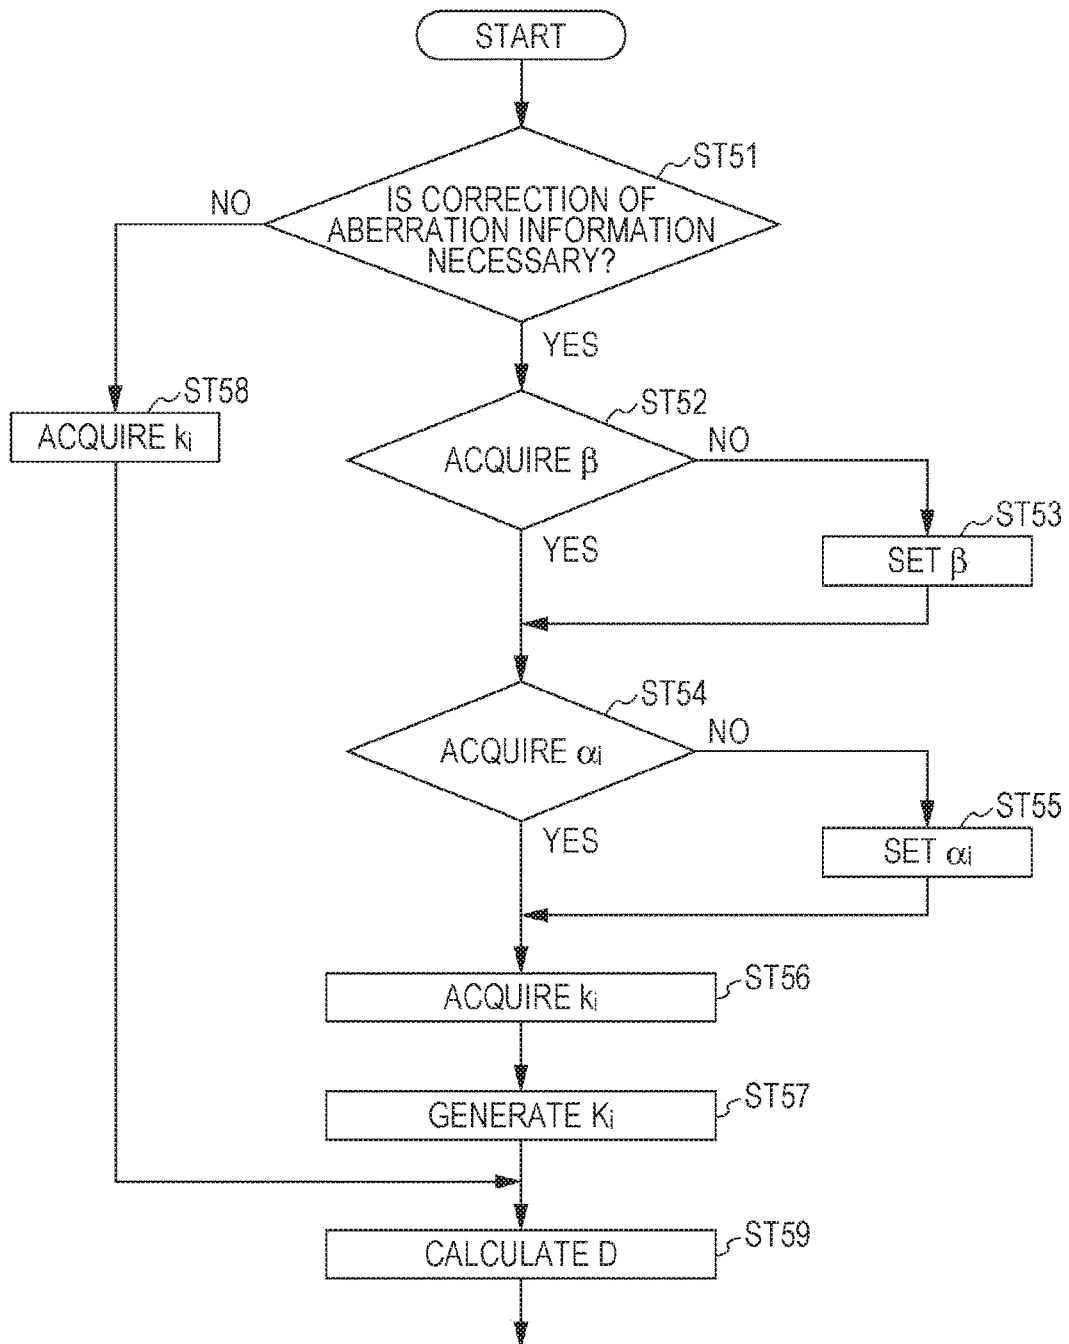 START
ST51
IS CORRECTION OF
ABERRATION INFORMATION
NECESSARY?
NO
YES
ST58
ACQUIRE ki
ST52
ACQUIRE β
NO
YES
ST53
SET β
ST54
ACQUIRE αi
NO
YES
ST55
SET αi
ACQUIRE ki
ST56
GENERATE Ki
ST57
CALCULATE D
ST59